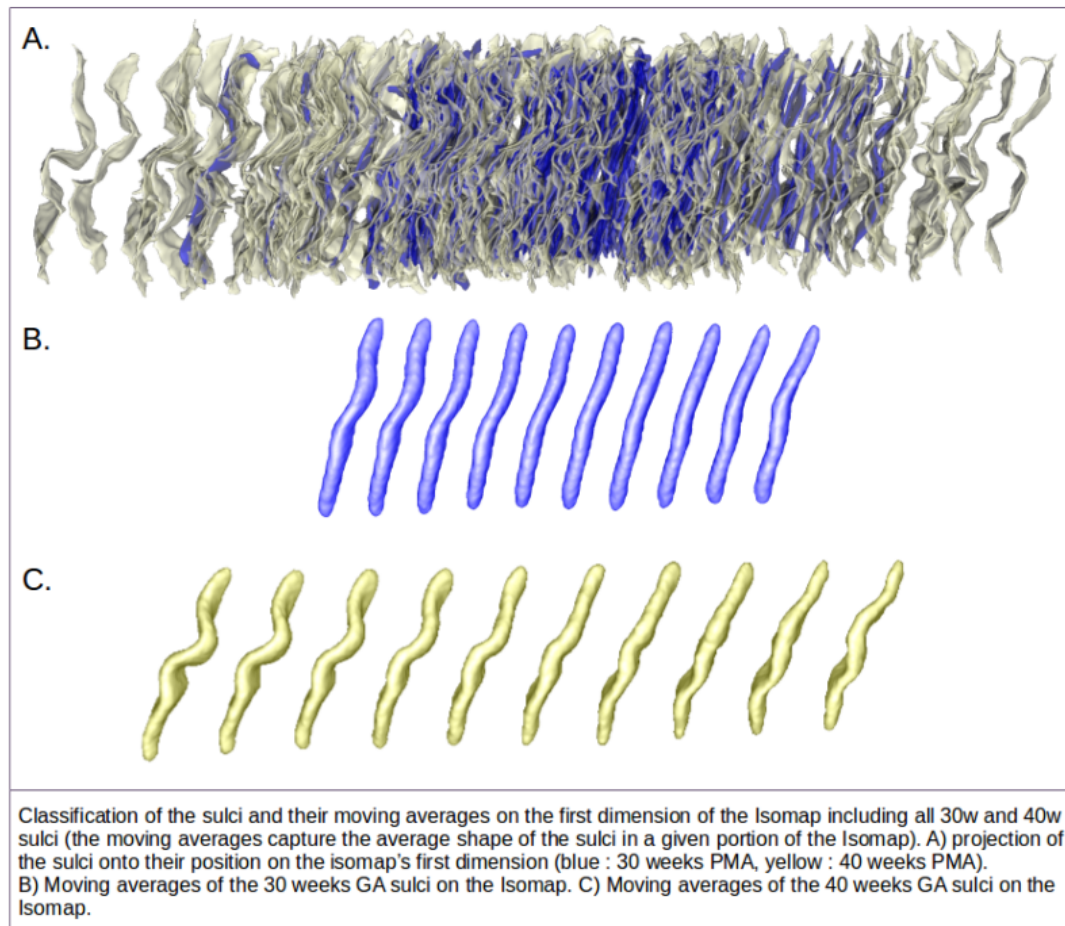 A.
B.
C.
Classification of the sulci and their moving averages on the first dimension of the Isomap including all 30w and 40w
sulci (the moving averages capture the average shape of the sulci in a given portion of the Isomap). A) projection of
the sulci onto their position on the isomap's first dimension (blue : 30 weeks PMA, yellow : 40 weeks PMA).
B) Moving averages of the 30 weeks GA sulci on the Isomap. C) Moving averages of the 40 weeks GA sulci on the
Isomap.